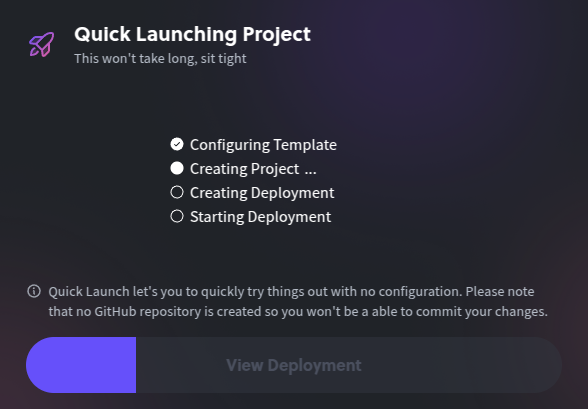 Quick Launching Project
This won't take long, sit tight
Configuring Template
Creating Project ...
Creating Deployment
Starting Deployment
Quick Launch let's you to quickly try things out with no configuration. Please note
that no GitHub repository is created so you won't be a able to commit your changes.
View Deployment